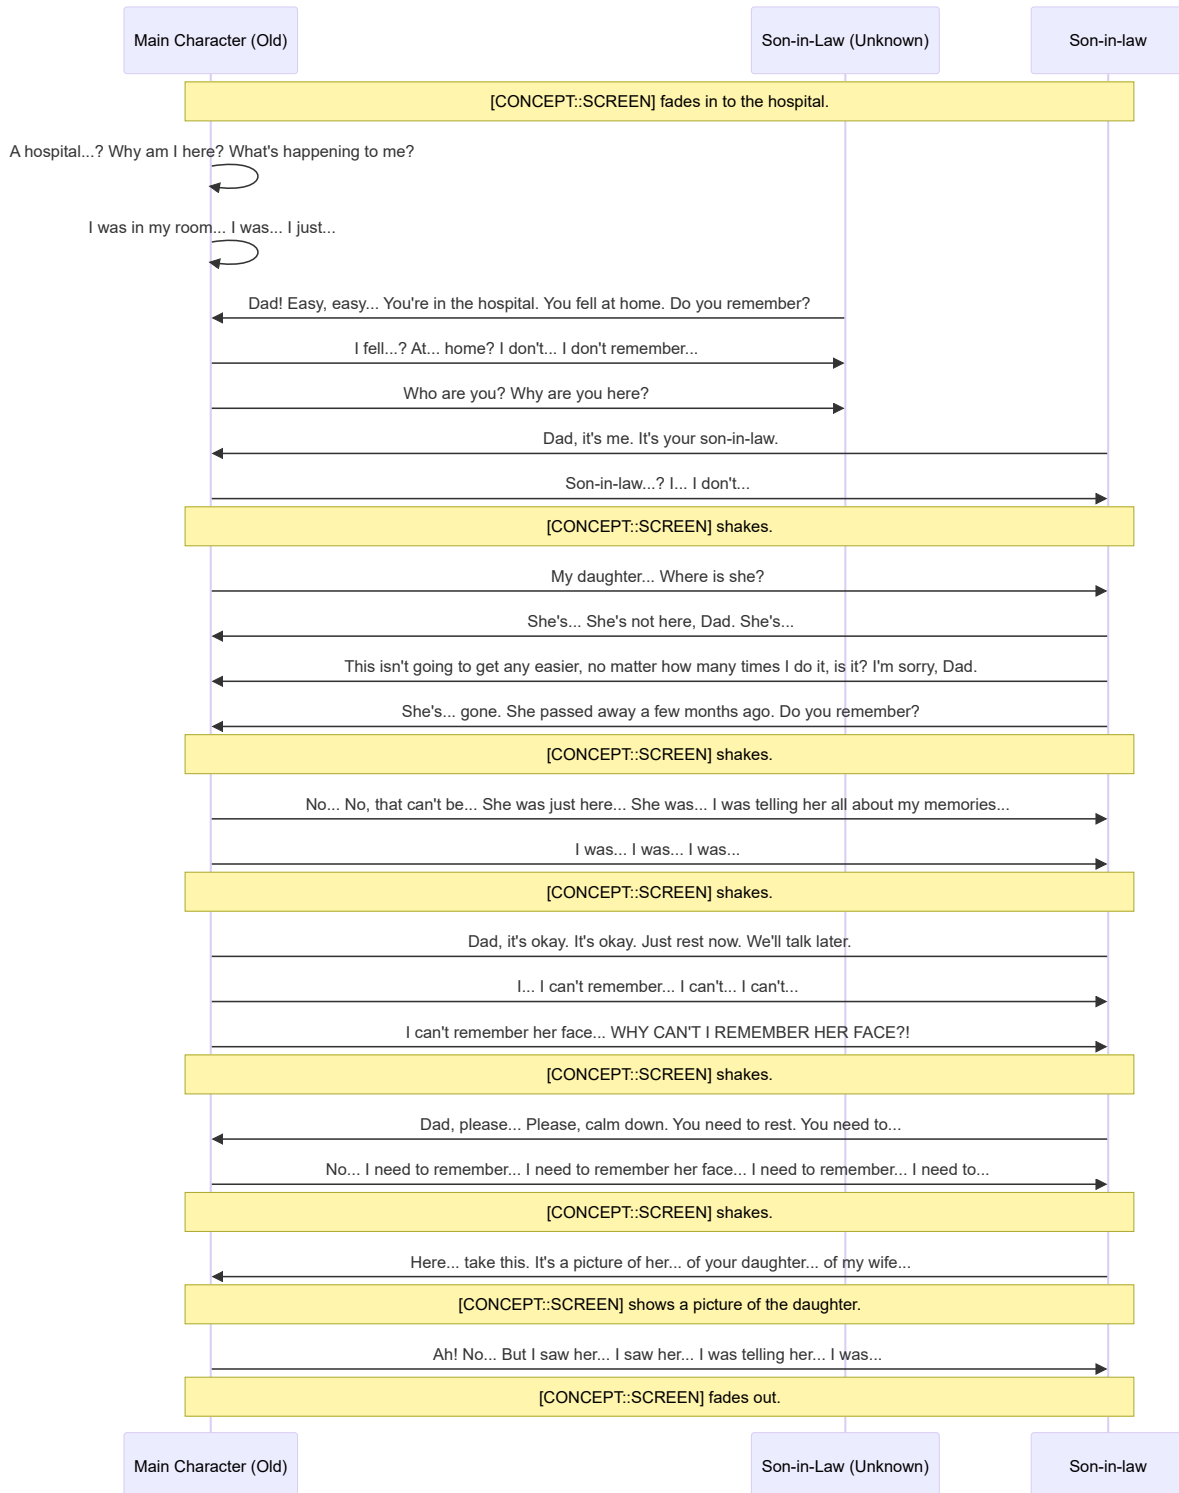 Main Character (Old)
Son-in-Law (Unknown)
Son-in-law
[CONCEPT::SCREEN] fades in to the hospital.
A hospital...? Why am I here? What's happening to me?
I was in my room... I was... I just...
Dad! Easy, easy... You're in the hospital. You fell at home. Do you remember?
I fell...? At... home? I don't... I don't remember...
Who are you? Why are you here?
Dad, it's me. It's your son-in-law.
Son-in-law...? I... I don't...
[CONCEPT::SCREEN] shakes.
My daughter... Where is she?
She's... She's not here, Dad. She's...
This isn't going to get any easier, no matter how many times I do it, is it? I'm sorry, Dad.
She's... gone. She passed away a few months ago. Do you remember?
[CONCEPT::SCREEN] shakes.
No... No, that can't be... She was just here... She was... I was telling her all about my memories...
I was... I was... I was...
[CONCEPT::SCREEN] shakes.
Dad, it's okay. It's okay. Just rest now. We'll talk later.
I... I can't remember... I can't... I can't...
I can't remember her face... WHY CAN'T I REMEMBER HER FACE?!
[CONCEPT::SCREEN] shakes.
Dad, please... Please, calm down. You need to rest. You need to...
No... I need to remember... I need to remember her face... I need to remember... I need to...
[CONCEPT::SCREEN] shakes.
Here... take this. It's a picture of her... of your daughter... of my wife...
[CONCEPT::SCREEN] shows a picture of the daughter.
Ah! No... But I saw her... I saw her... I was telling her... I was...
[CONCEPT::SCREEN] fades out.
Main Character (Old)
Son-in-Law (Unknown)
Son-in-law